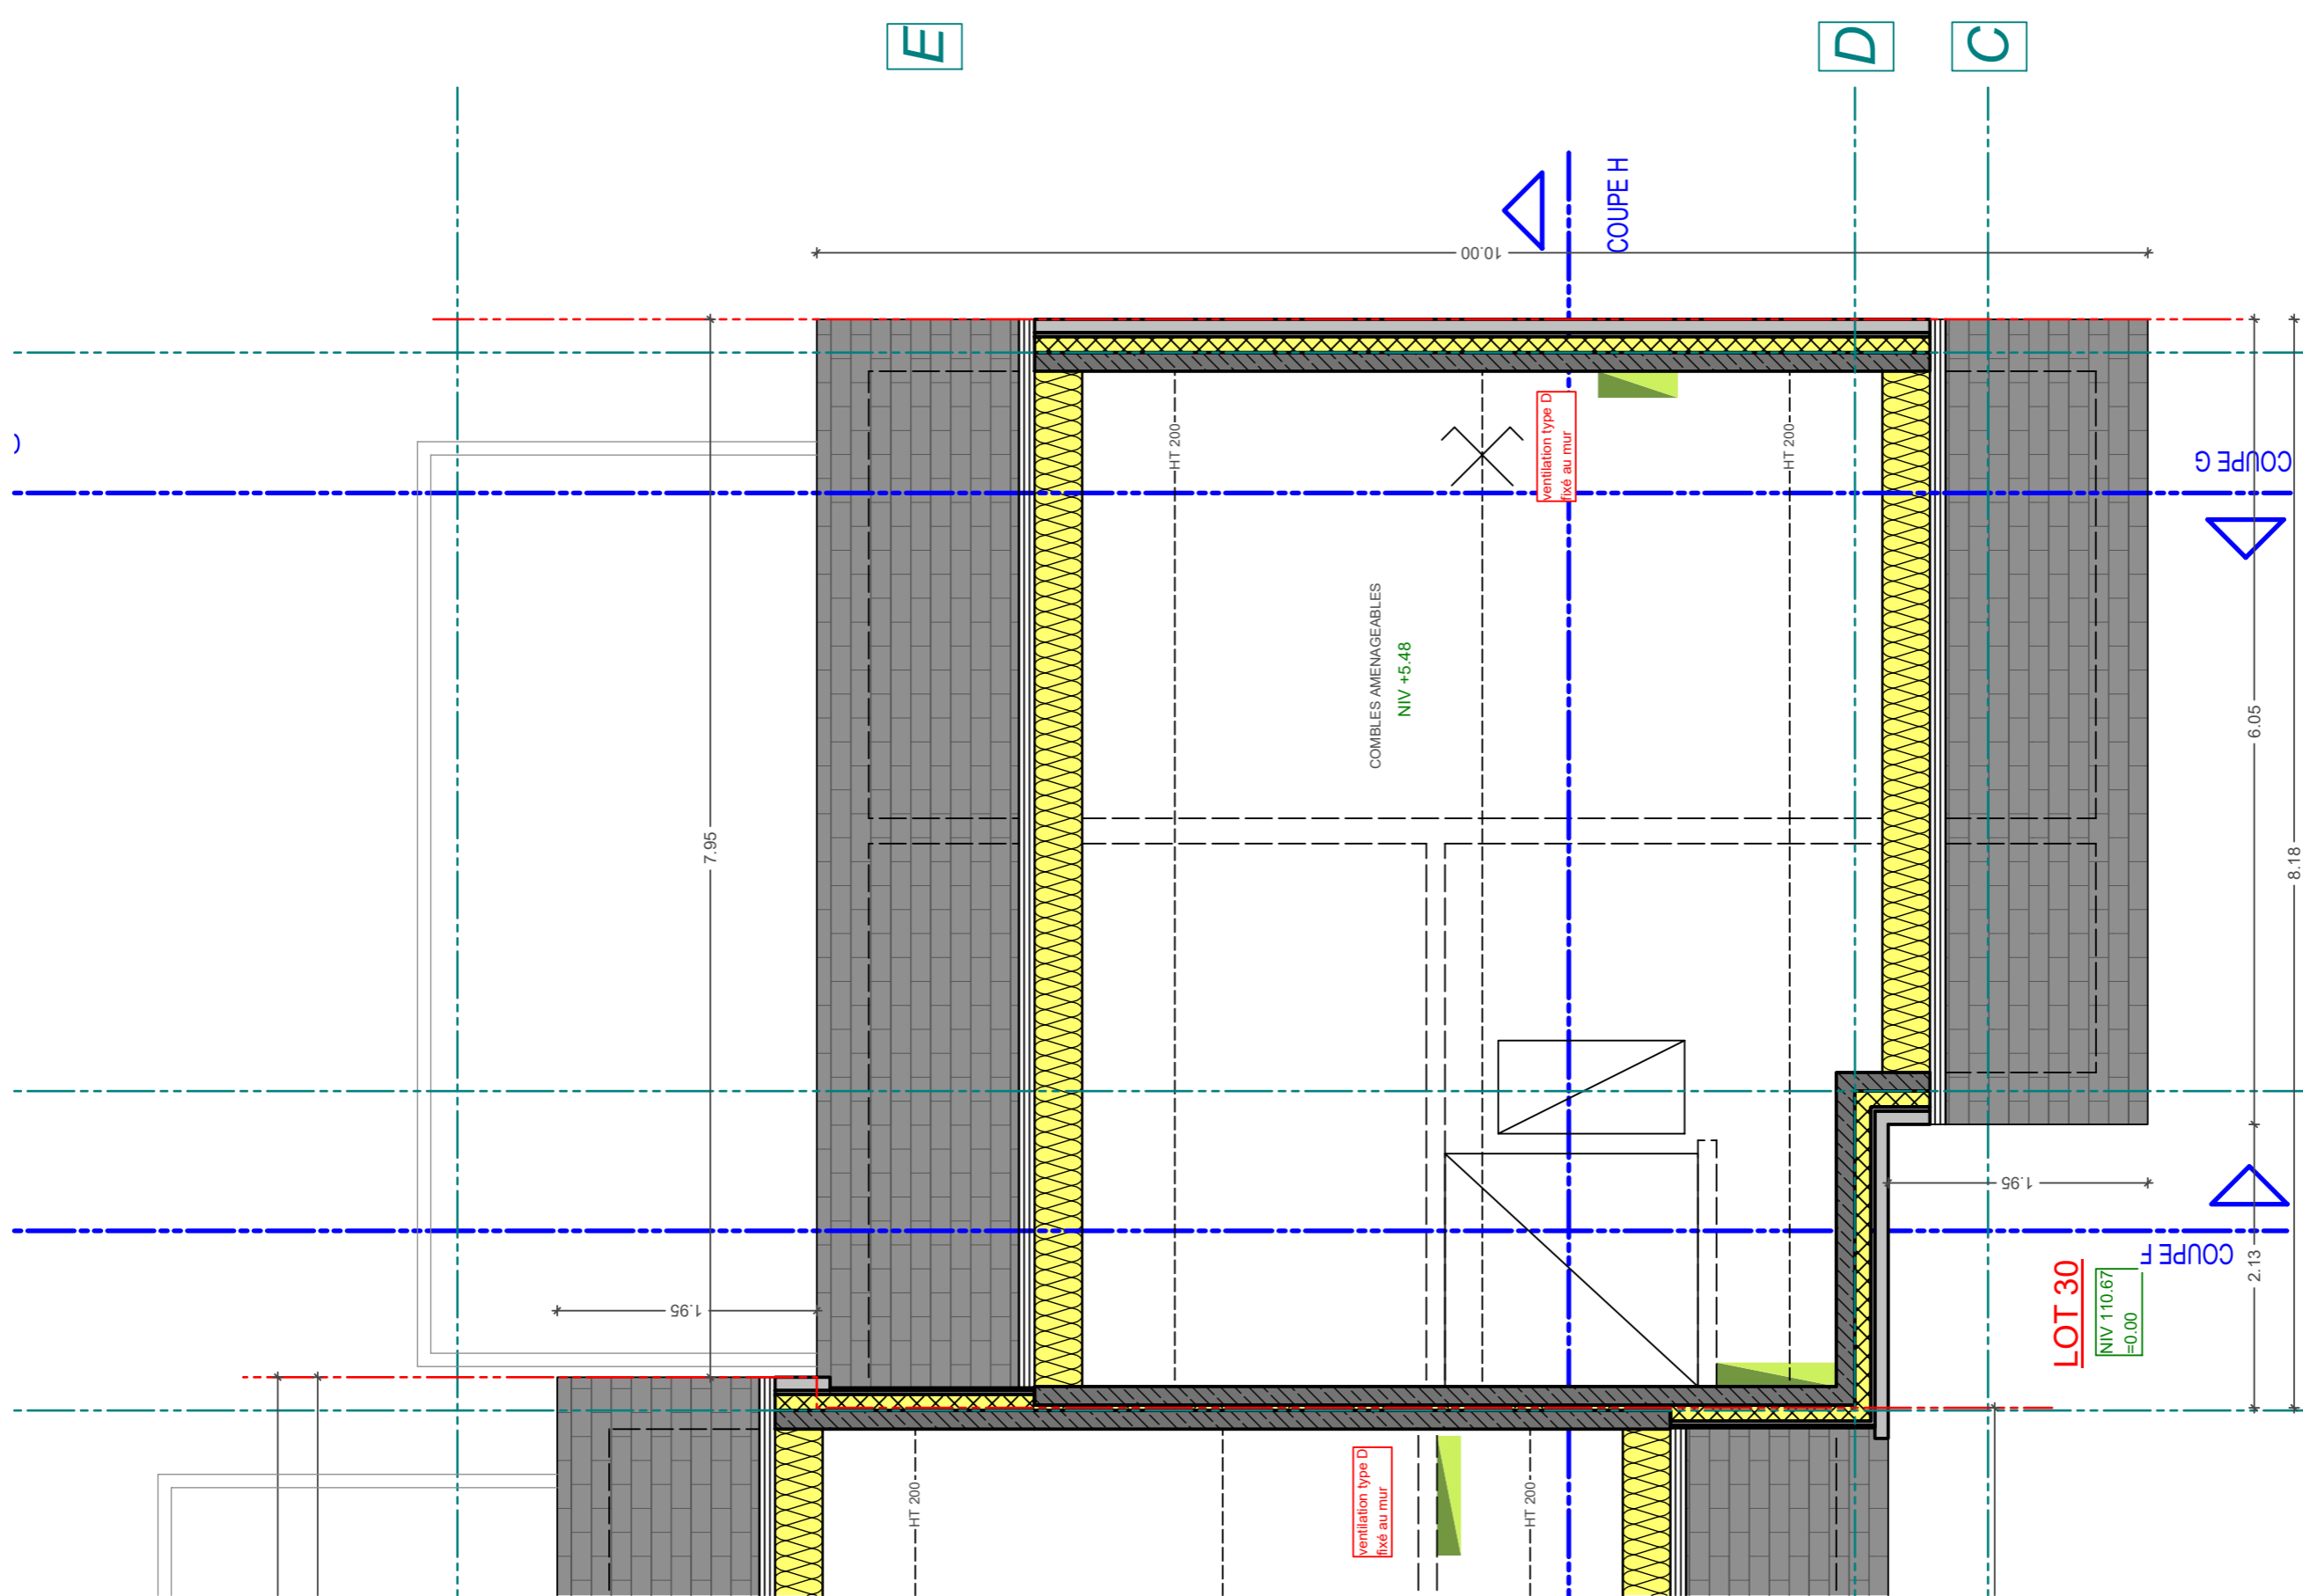 E
D
C
COUPE H
10.00
HT 200
ventilation type D
fixé au mur
HT 200
COUPE G
COMBLES AMENAGEABLES
NIV +5.48
6.05
7.95
8.18
1.95
COUPE F
2.13
LOT 30
NIV 110.67
=0.00
1.95
HT 200
ventilation type D
fixé au mur
HT 200